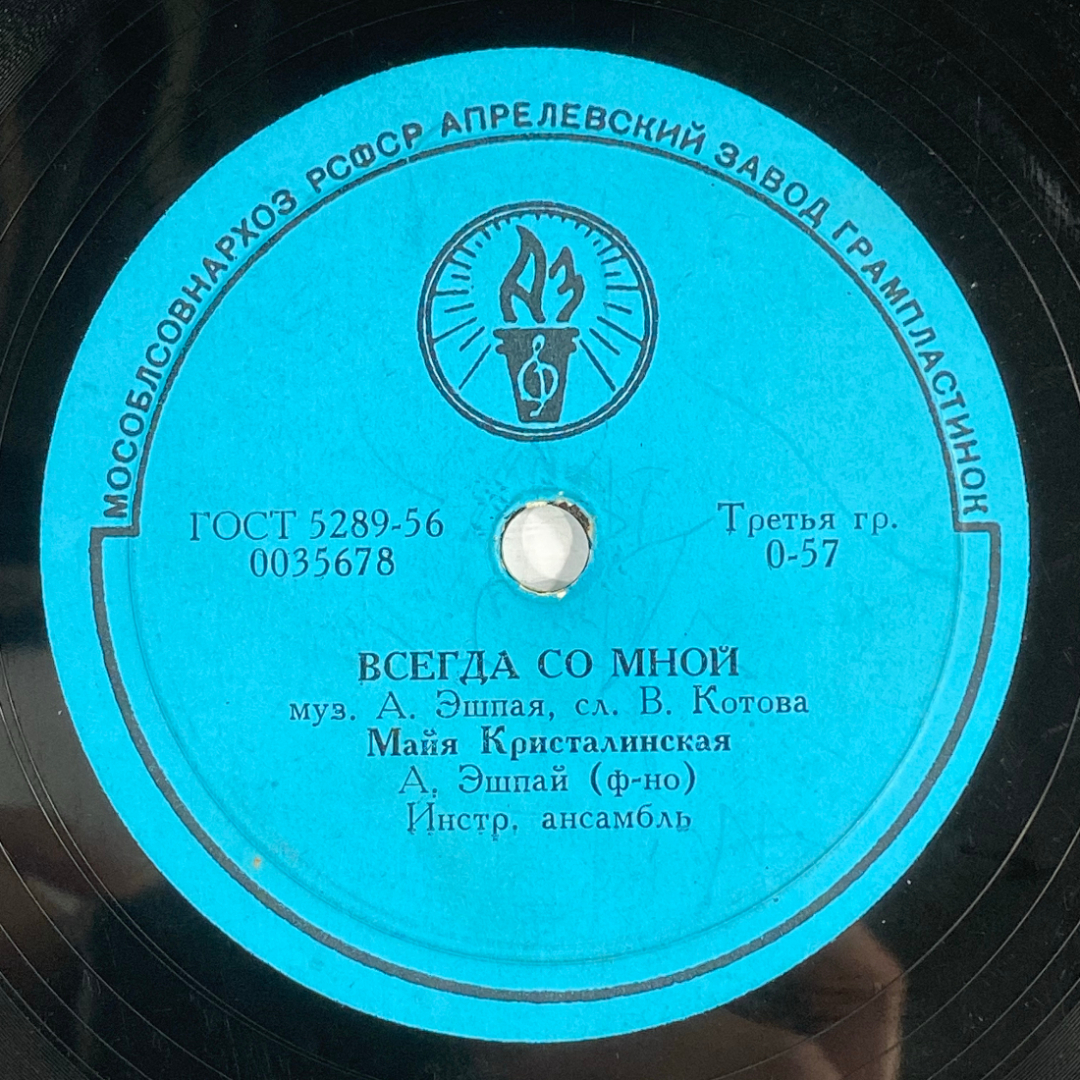 МОСОБЛСОВНАРХОЗ РСФСР АПРЕЛЕВСКИЙ ЗАВОД ГРАМПЛАСТИНОК
АЗ
ГОСТ 5289-56
0035678
Третья гр.
0-57
ВСЕГДА СО МНОЙ
муз. А. Эшпая, сл. В. Котова
Майя Кристалинская
А. Эшпай (ф-но)
Инстр. ансамбль